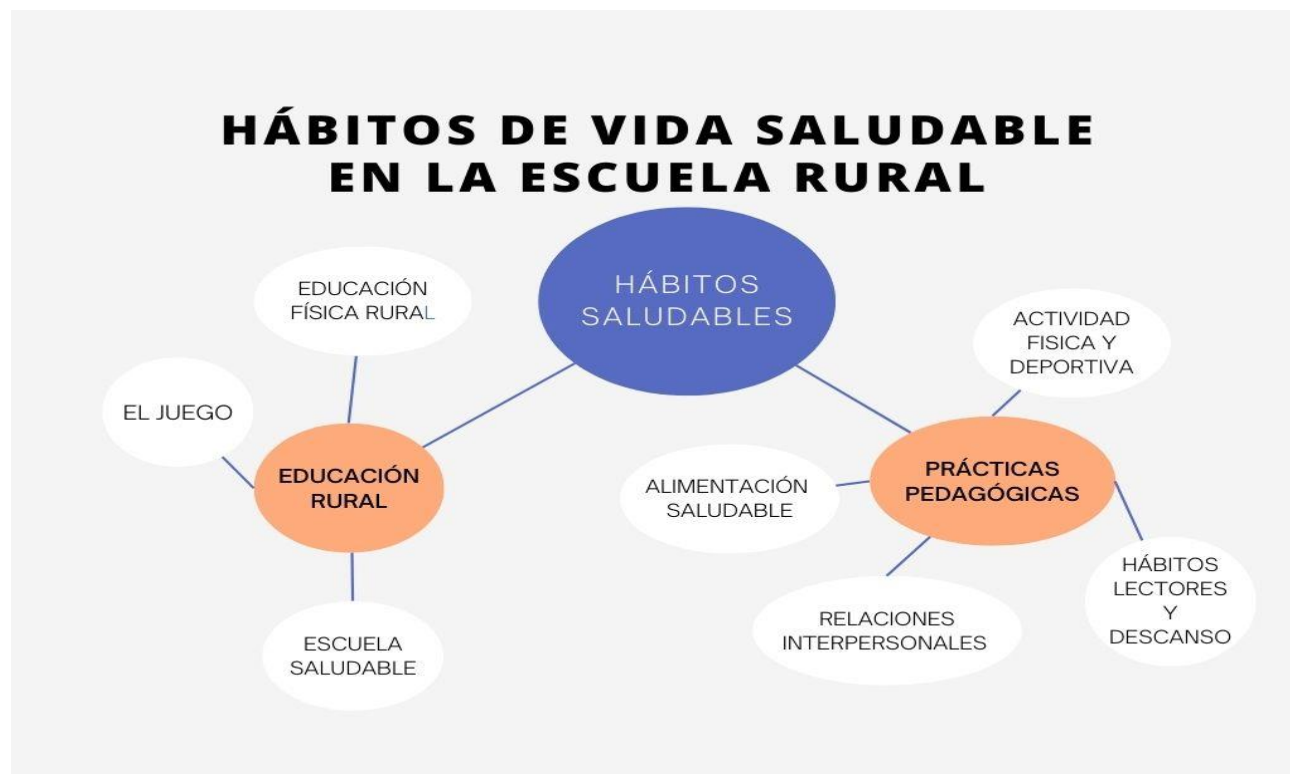 HÁBITOS DE VIDA SALUDABLE
EN LA ESCUELA RURAL
HÁBITOS
SALUDABLES
EDUCACIÓN
FÍSICA RURAL
EL JUEGO
EDUCACIÓN
RURAL
ESCUELA
SALUDABLE
ACTIVIDAD
FISICA Y
DEPORTIVA
PRÁCTICAS
PEDAGÓGICAS
ALIMENTACIÓN
SALUDABLE
RELACIONES
INTERPERSONALES
HÁBITOS
LECTORES
Y
DESCANSO